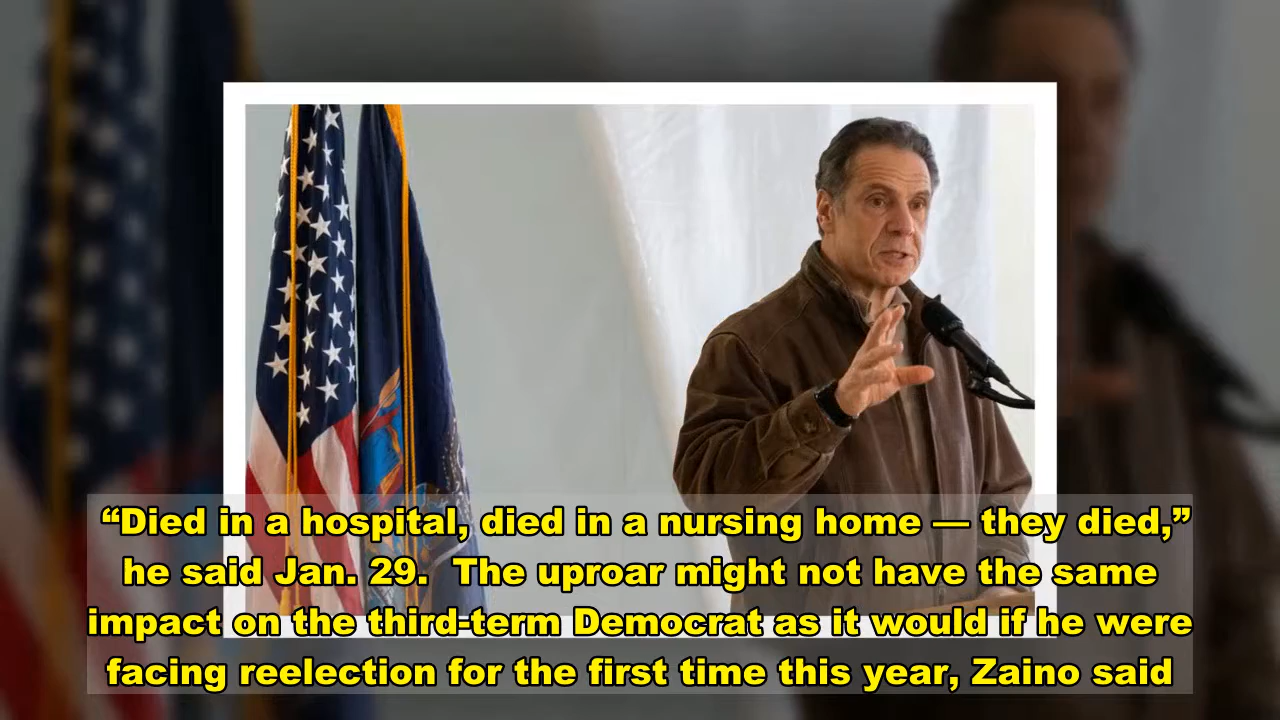 “Died in a hospital, died in a nursing home — they died,”
he said Jan. 29.  The uproar might not have the same
impact on the third-term Democrat as it would if he were
facing reelection for the first time this year, Zaino said